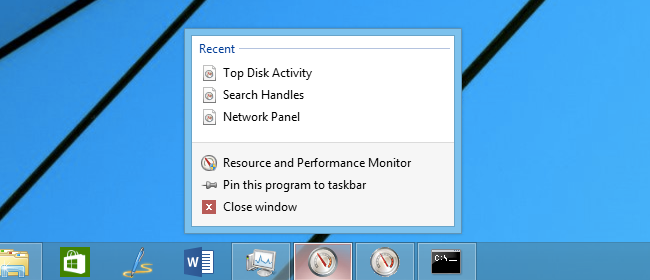 Recent
Top Disk Activity
Search Handles
Network Panel
Resource and Performance Monitor
Pin this program to taskbar
Close window
W
C:\